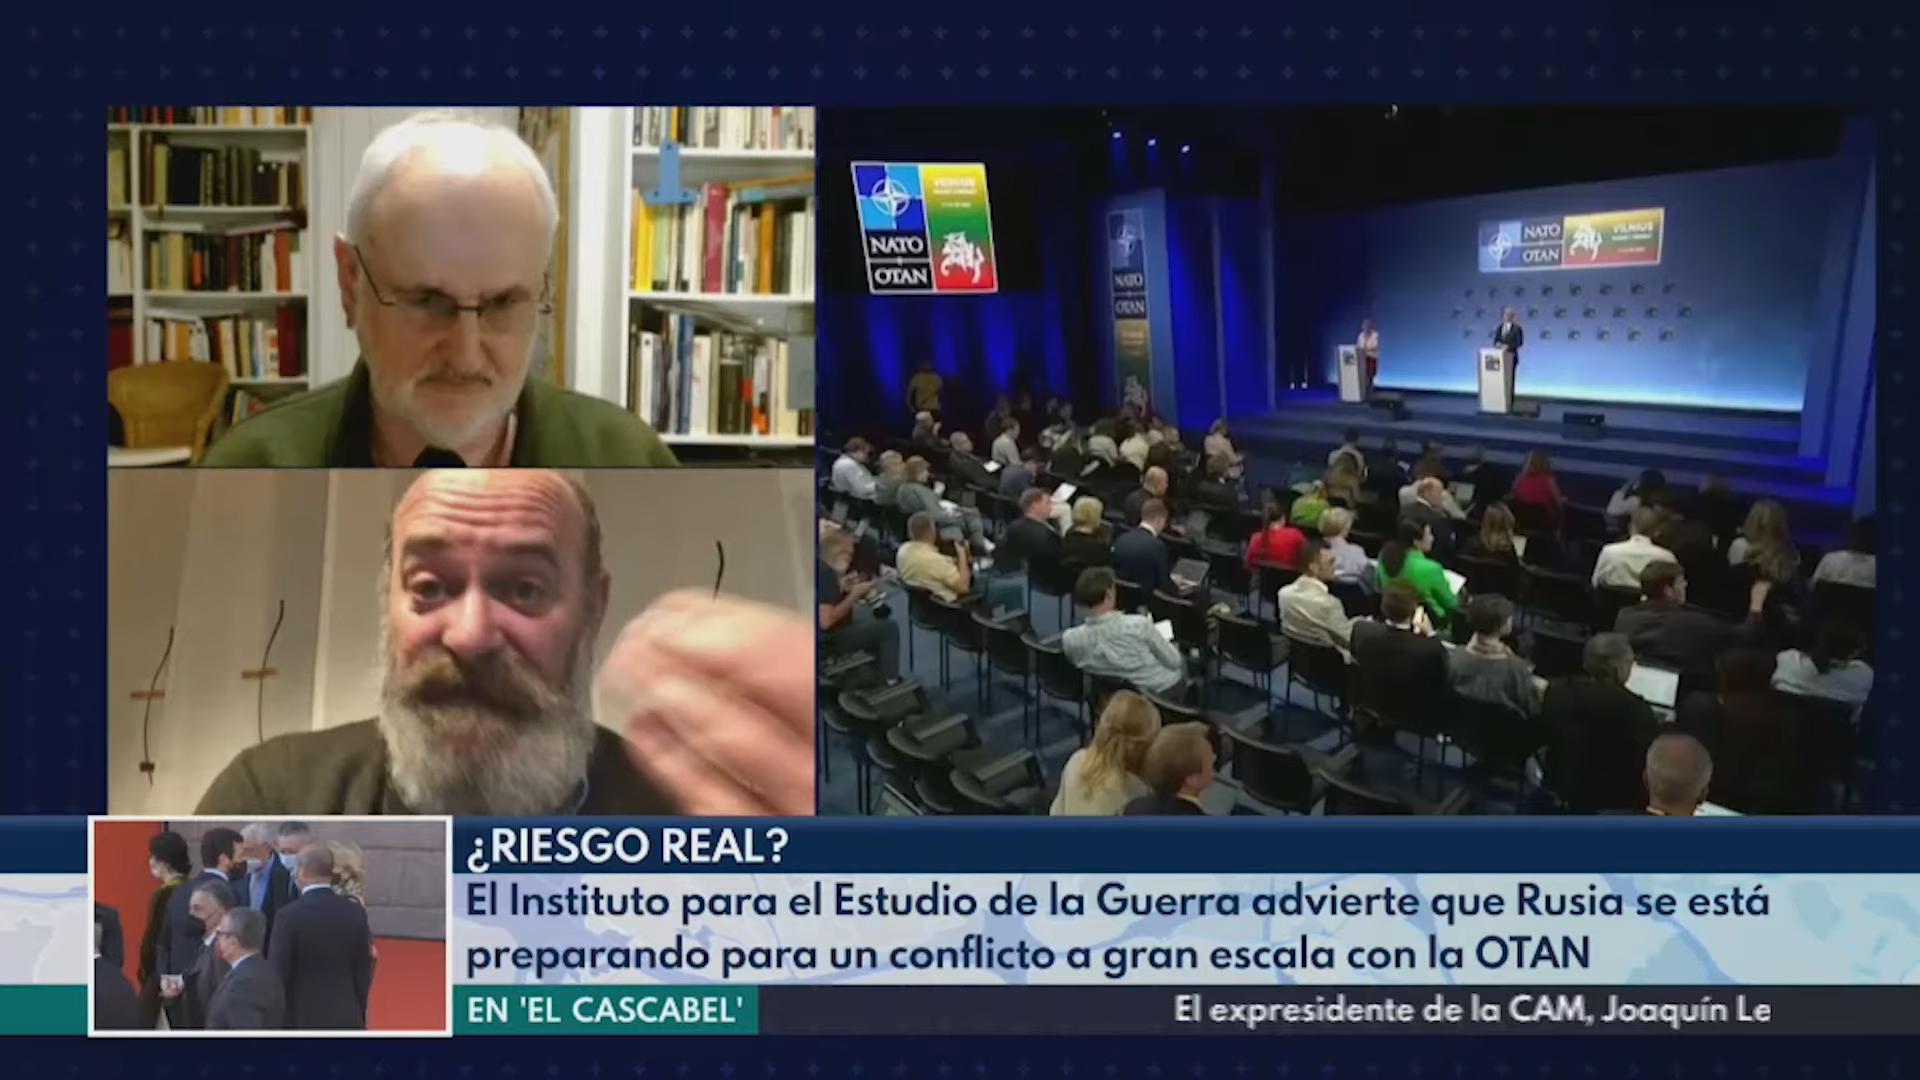 NATO
OTAN
NATO
OTAN
NATO
OTAN
VILNIUS
¿RIESGO REAL?
El Instituto para el Estudio de la Guerra advierte que Rusia se está
preparando para un conflicto a gran escala con la OTAN
EN 'EL CASCABEL'
El expresidente de la CAM, Joaquín Le